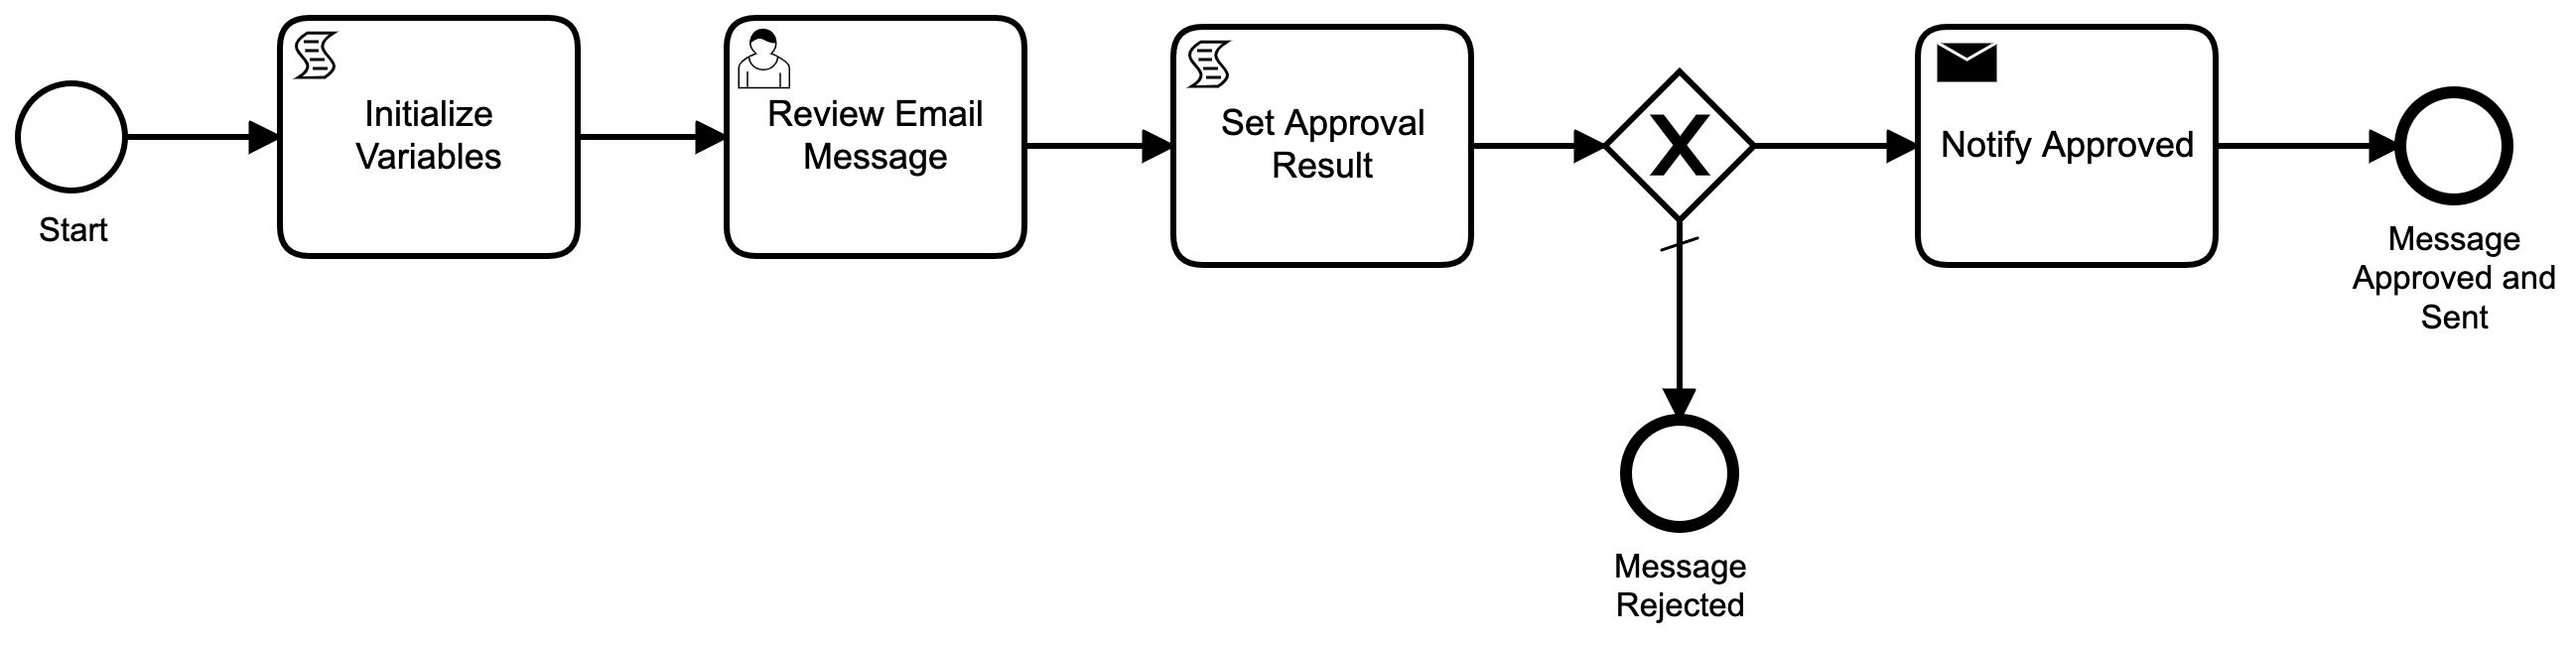 Start
Initialize
Variables
Review Email
Message
Set Approval
Result
X
Notify Approved
Message
Approved and
Sent
Message
Rejected